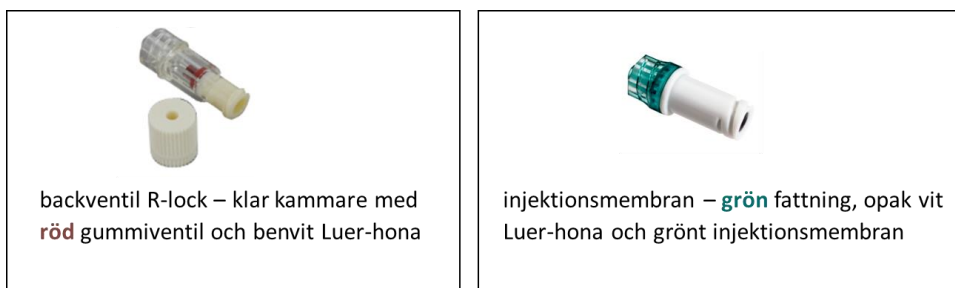 backventil R-lock – klar kammare med
röd gummiventil och benvit Luer-hona
injektionsmembran – grön fattning, opak vit
Luer-hona och grönt injektionsmembran